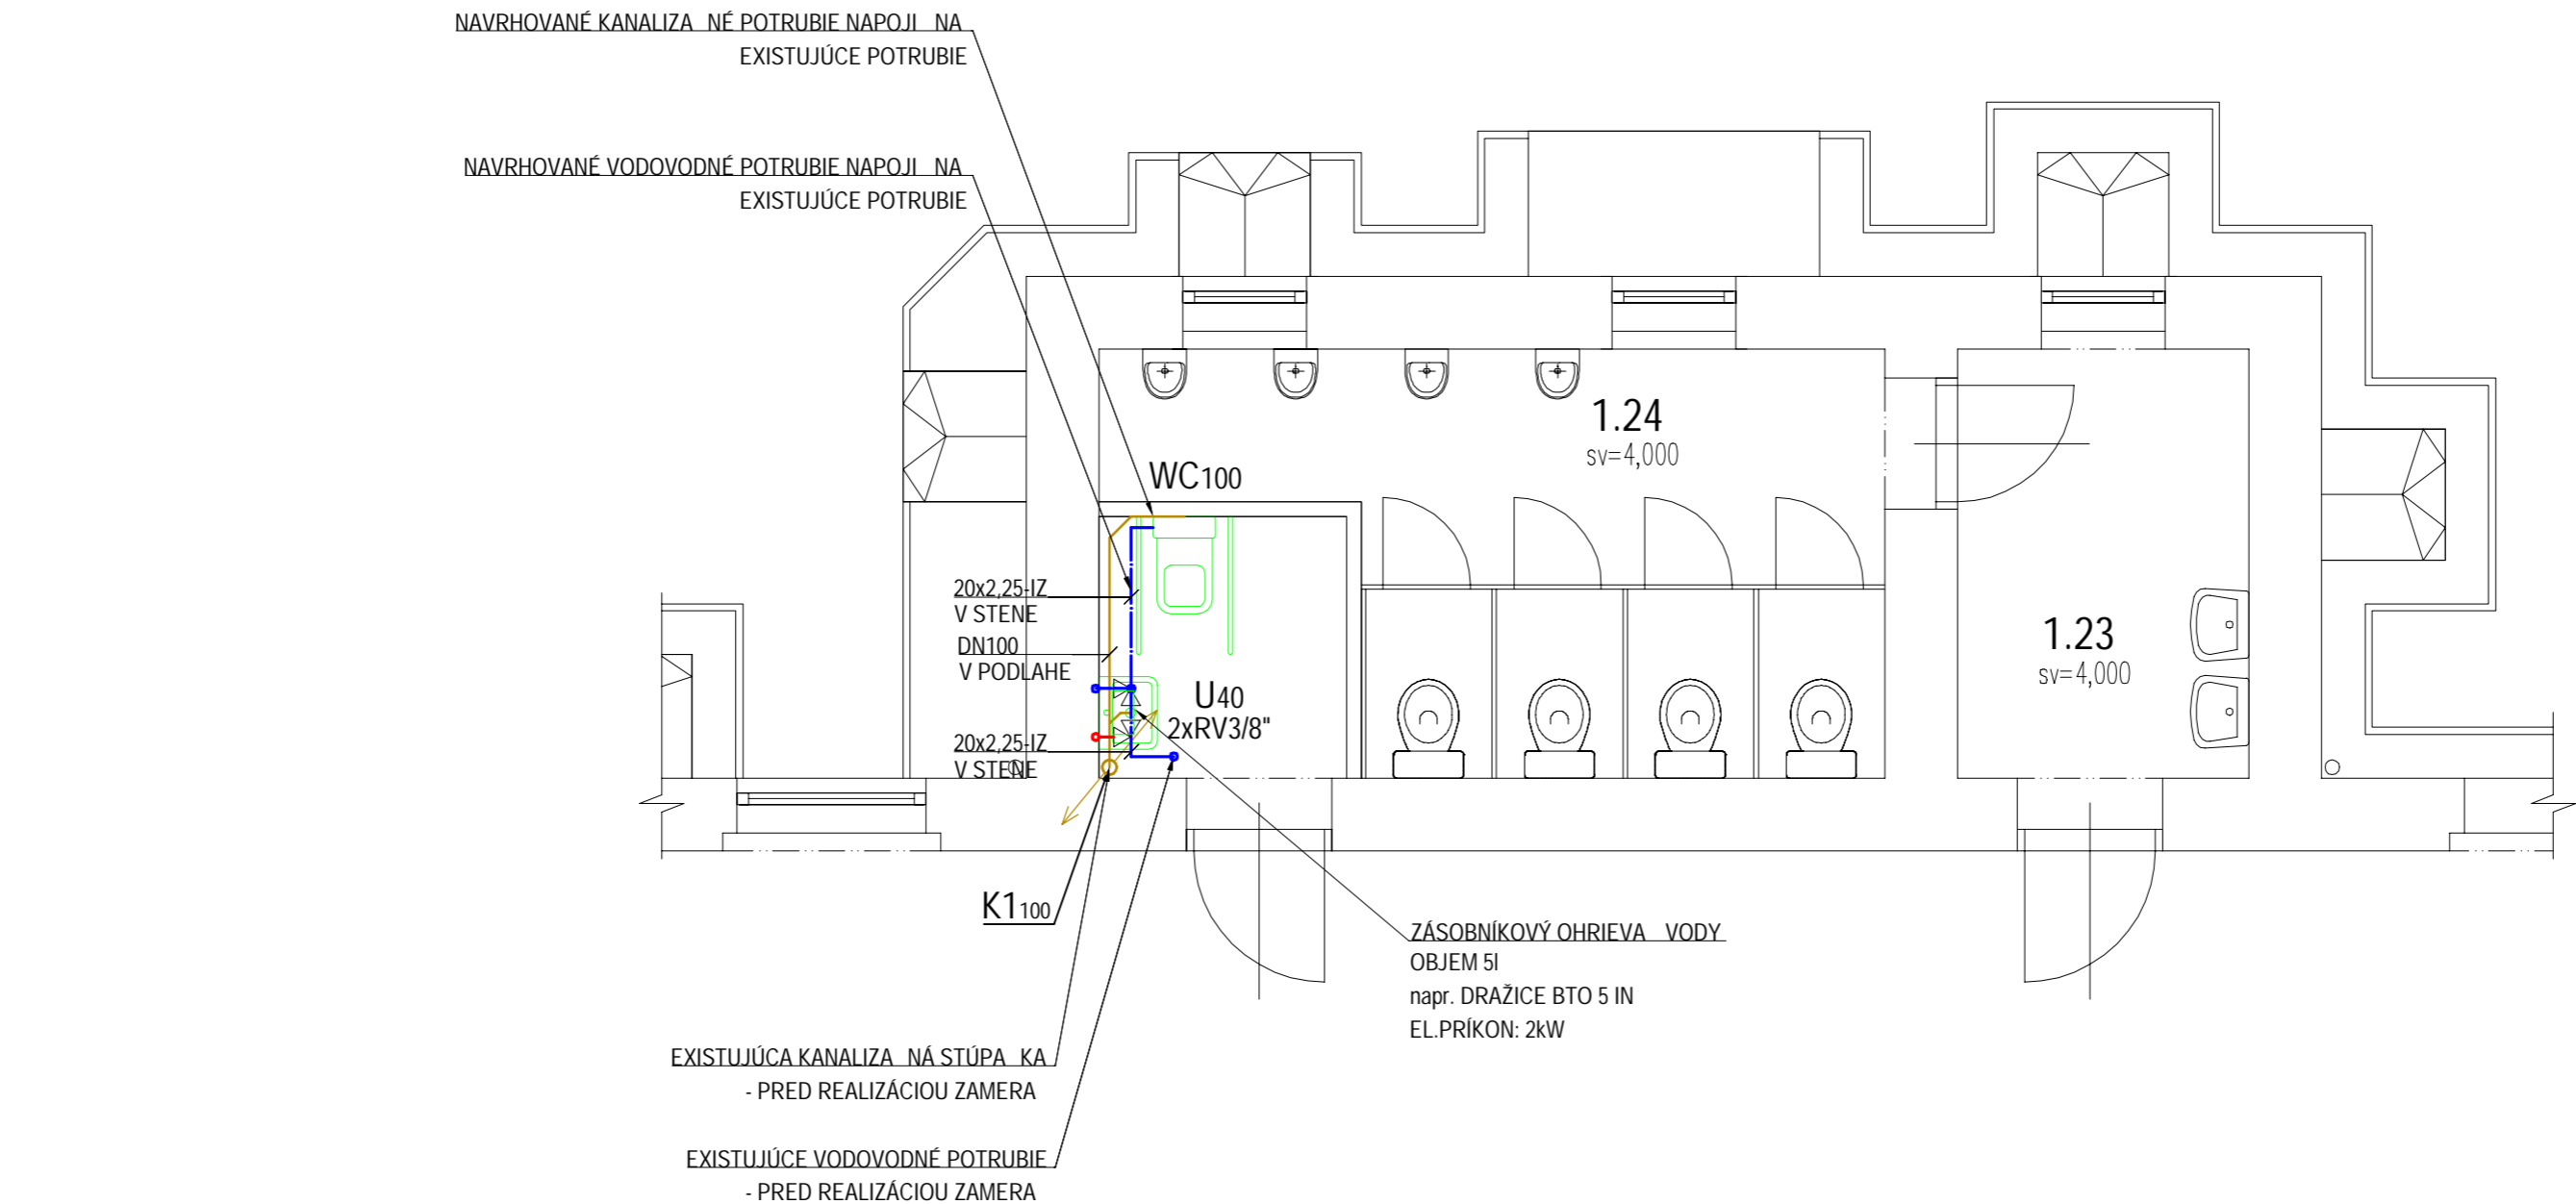 NAVRHOVANÉ KANALIZA NÉ POTRUBIE NAPOJI NA
EXISTUJÚCE POTRUBIE
NAVRHOVANÉ VODOVODNÉ POTRUBIE NAPOJI NA
EXISTUJÚCE POTRUBIE
1.24
sv=4,000
WC100
20x2,25-IZ
V STENE
DN100
V PODLAHE
U40
2xRV3/8"
20x2,25-IZ
V STENE
1.23
sv=4,000
K1100
ZÁSOBNÍKOVÝ OHRIEVA VODY
OBJEM 5l
napr. DRAŽICE BTO 5 IN
EL.PRÍKON: 2kW
EXISTUJÚCA KANALIZA NÁ STÚPA KA
- PRED REALIZÁCIOU ZAMERA
EXISTUJÚCE VODOVODNÉ POTRUBIE
- PRED REALIZÁCIOU ZAMERA